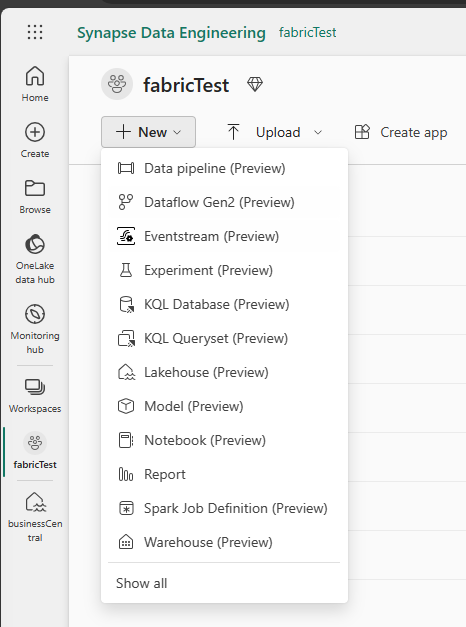 Synapse Data Engineering fabricTest
Home
Create
Browse
OneLake
data hub
Monitoring
hub
Workspaces
fabricTest
businessCen
tral
fabricTest
New Upload Create app
Data pipeline (Preview)
Dataflow Gen2 (Preview)
Eventstream (Preview)
Experiment (Preview)
KQL Database (Preview)
KQL Queryset (Preview)
Lakehouse (Preview)
Model (Preview)
Notebook (Preview)
Report
Spark Job Definition (Preview)
Warehouse (Preview)
Show all